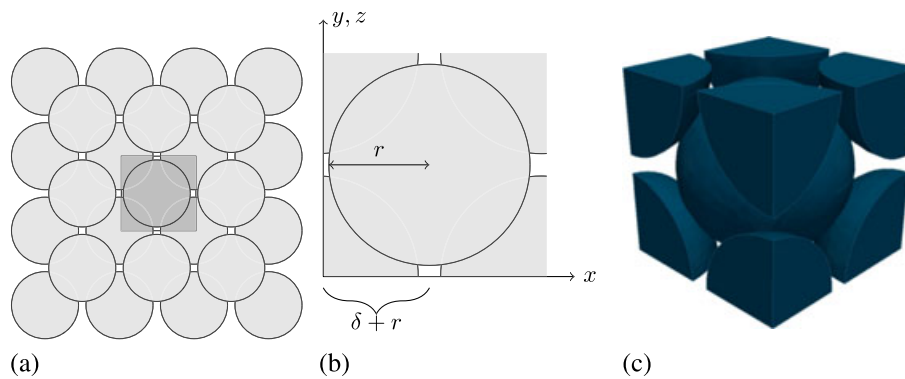 y, z
r
x
δ + r
(a)
(b)
(c)